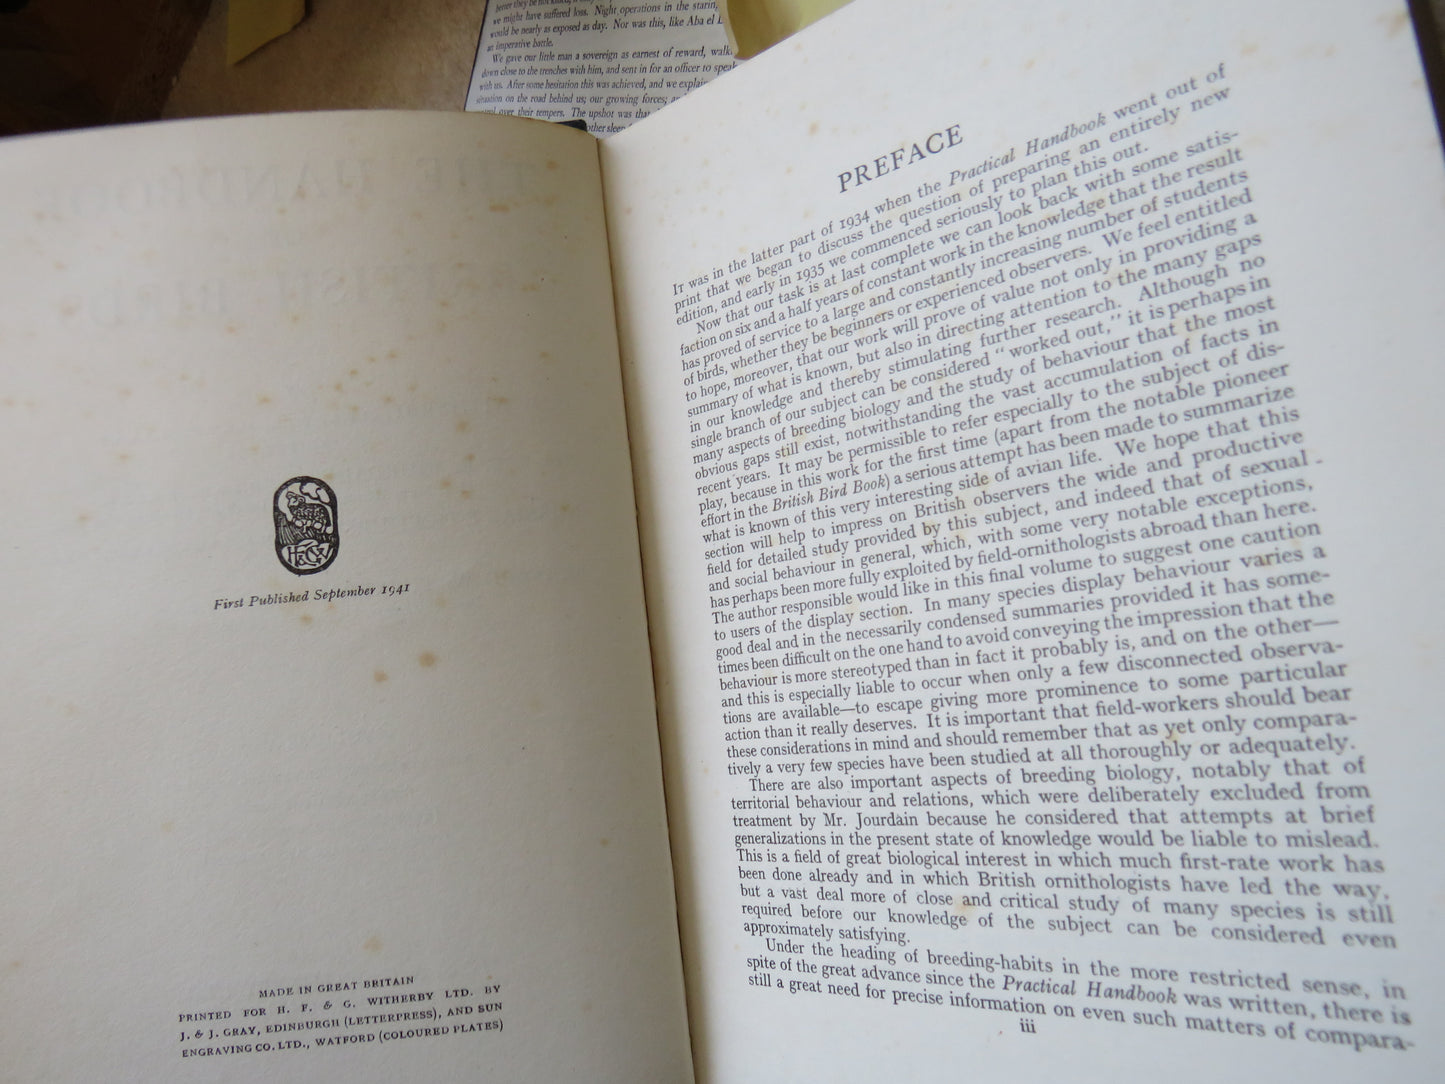 we might have suffered loss. Night operations in the staring,
would be nearly as exposed as day. Nor was this, like Aba el
an imperative battle.
We gave our little man a sovereign as earnest of reward,
down close to the trenches with him, and sent in for an officer to speak
with us. After some hesitation this was achieved, and we
situation on the road behind us; our growing forces;
over their tempers. The upshot was that
First Published September 1941
MADE IN GREAT BRITAIN
PRINTED FOR H. F. & G. WITHERBY LTD. BY
J. & J. GRAY, EDINBURGH (LETTERPRESS), AND SUN
ENGRAVING CO. LTD., WATFORD (COLOURED PLATES)
PREFACE
IT was in the latter part of 1934 when the Practical Handbook went out of
print that we began to discuss the question of preparing an entirely new
edition, and early in 1935 we commenced seriously to plan this out.
Now that our task is at last complete we can look back with some satis-
faction on six and a half years of constant work in the knowledge that the result
has proved of service to a large and constantly increasing number of students
of birds, whether they be beginners or experienced observers. We feel entitled
to hope, moreover, that our work will prove of value not only in providing a
summary of what is known, but also in directing attention to the many gaps
in our knowledge and thereby stimulating further research. Although no
single branch of our subject can be considered "worked out," it is perhaps in
many aspects of breeding biology and the study of behaviour that the most
obvious gaps still exist, notwithstanding the vast accumulation of facts in
recent years. It may be permissible to refer especially to the subject of dis-
play, because in this work for the first time (apart from the notable pioneer
effort in the British Bird Book) a serious attempt has been made to summarize
what is known of this very interesting side of avian life. We hope that this
section will help to impress on British observers the wide and productive
field for detailed study provided by this subject, and indeed that of sexual
and social behaviour in general, which, with some very notable exceptions,
has perhaps been more fully exploited by field-ornithologists abroad than here.
The author responsible would like in this final volume to suggest one caution
to users of the display section. In many species display behaviour varies a
good deal and in the necessarily condensed summaries provided it has some-
times been difficult on the one hand to avoid conveying the impression that the
behaviour is more stereotyped than in fact it probably is, and on the other—
and this is especially liable to occur when only a few disconnected observa-
tions are available—to escape giving more prominence to some particular
action than it really deserves. It is important that field-workers should bear
these considerations in mind and should remember that as yet only compara-
tively a very few species have been studied at all thoroughly or adequately.
There are also important aspects of breeding biology, notably that of
territorial behaviour and relations, which were deliberately excluded from
treatment by Mr. Jourdain because he considered that attempts at brief
generalizations in the present state of knowledge would be liable to mislead.
This is a field of great biological interest in which much first-rate work has
been done already and in which British ornithologists have led the way,
but a vast deal more of close and critical study of many species is still
required before our knowledge of the subject can be considered even
approximately satisfying.
Under the heading of breeding-habits in the more restricted sense, in
spite of the great advance since the Practical Handbook was written, there is
still a great need for precise information on even such matters of compara-
iii